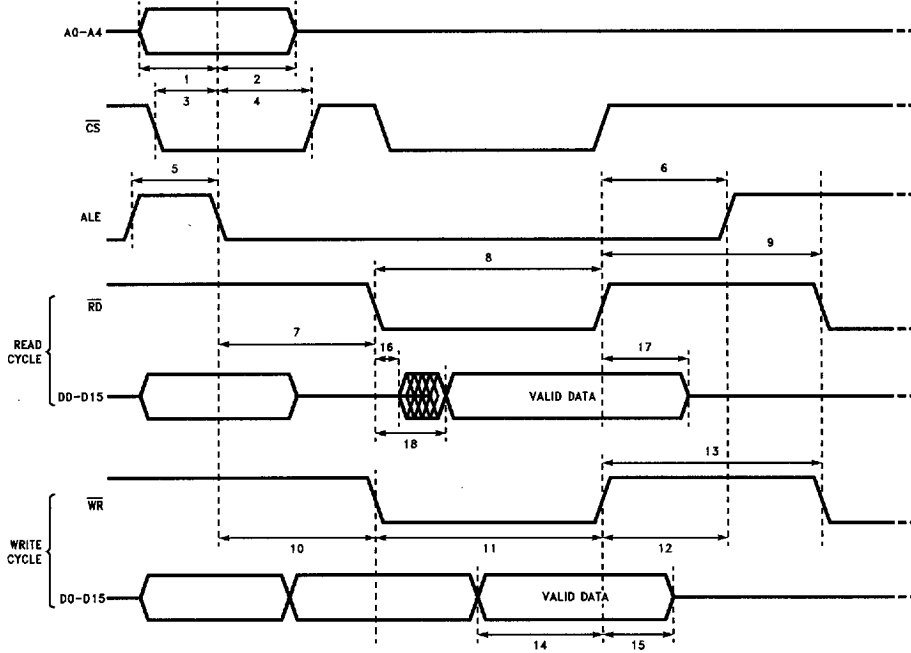 A0-A4
1 2
3 4
CS
5 6
ALE
9
8
RD
7
16 17
READ
CYCLE
DD-D15
VALID DATA
18
13
WR
10 11 12
WRITE
CYCLE
D0-D15
VALID DATA
14 15